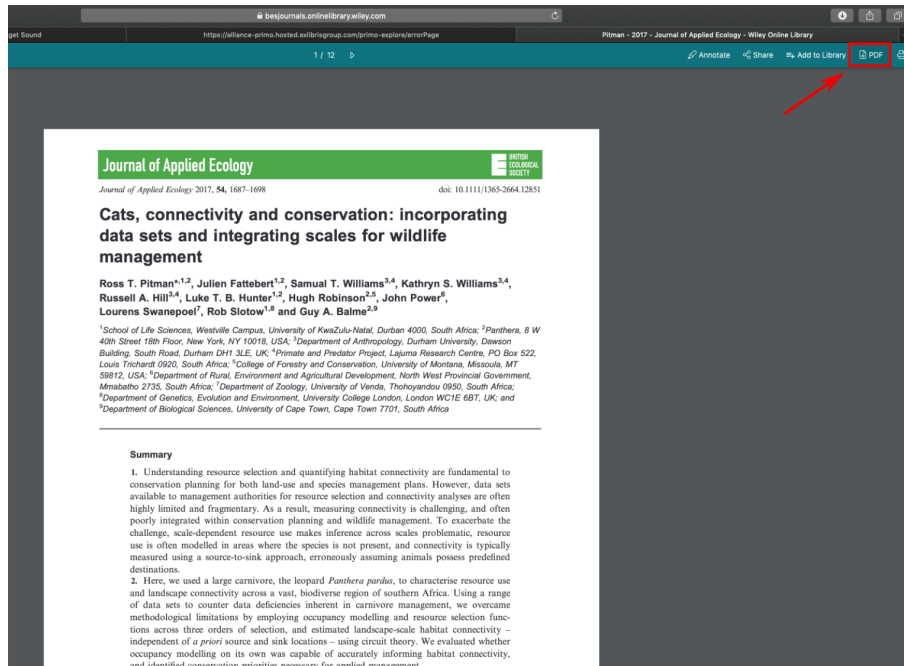 besjournals.onlinelibrary.wiley.com
get Sound
https://alliance-primo.hosted.exlibrisgroup.com/primo-explore/errorPage
Pitman - 2017 - Journal of Applied Ecology - Wiley Online Library
1 / 12
Annotate
Share
Add to Library
PDF
Journal of Applied Ecology
BRITISH
ECOLOGICAL
SOCIETY
Journal of Applied Ecology 2017, 54, 1687–1698
doi: 10.1111/1365-2664.12851
Cats, connectivity and conservation: incorporating
data sets and integrating scales for wildlife
management
Ross T. Pitman*,1,2, Julien Fattebert1,2, Samual T. Williams3,4, Kathryn S. Williams3,4,
Russell A. Hill3,4, Luke T. B. Hunter1,2, Hugh Robinson2,5, John Power6,
Lourens Swanepoel7, Rob Slotow1,8 and Guy A. Balme2,9
1School of Life Sciences, Westville Campus, University of KwaZulu-Natal, Durban 4000, South Africa; 2Panthera, 8 W
40th Street 18th Floor, New York, NY 10018, USA; 3Department of Anthropology, Durham University, Dawson
Building, South Road, Durham DH1 3LE, UK; 4Primate and Predator Project, Lajuma Research Centre, PO Box 522,
Louis Trichardt 0920, South Africa; 5College of Forestry and Conservation, University of Montana, Missoula, MT
59812, USA; 6Department of Rural, Environment and Agricultural Development, North West Provincial Government,
Mmabatho 2735, South Africa; 7Department of Zoology, University of Venda, Thohoyandou 0950, South Africa;
8Department of Genetics, Evolution and Environment, University College London, London WC1E 6BT, UK; and
9Department of Biological Sciences, University of Cape Town, Cape Town 7701, South Africa
Summary
1. Understanding resource selection and quantifying habitat connectivity are fundamental to
conservation planning for both land-use and species management plans. However, data sets
available to management authorities for resource selection and connectivity analyses are often
highly limited and fragmentary. As a result, measuring connectivity is challenging, and often
poorly integrated within conservation planning and wildlife management. To exacerbate the
challenge, scale-dependent resource use makes inference across scales problematic, resource
use is often modelled in areas where the species is not present, and connectivity is typically
measured using a source-to-sink approach, erroneously assuming animals possess predefined
destinations.
2. Here, we used a large carnivore, the leopard Panthera pardus, to characterise resource use
and landscape connectivity across a vast, biodiverse region of southern Africa. Using a range
of data sets to counter data deficiencies inherent in carnivore management, we overcame
methodological limitations by employing occupancy modelling and resource selection func-
tions across three orders of selection, and estimated landscape-scale habitat connectivity –
independent of a priori source and sink locations – using circuit theory. We evaluated whether
occupancy modelling on its own was capable of accurately informing habitat connectivity,
and identified conservation priorities necessary for applied management.